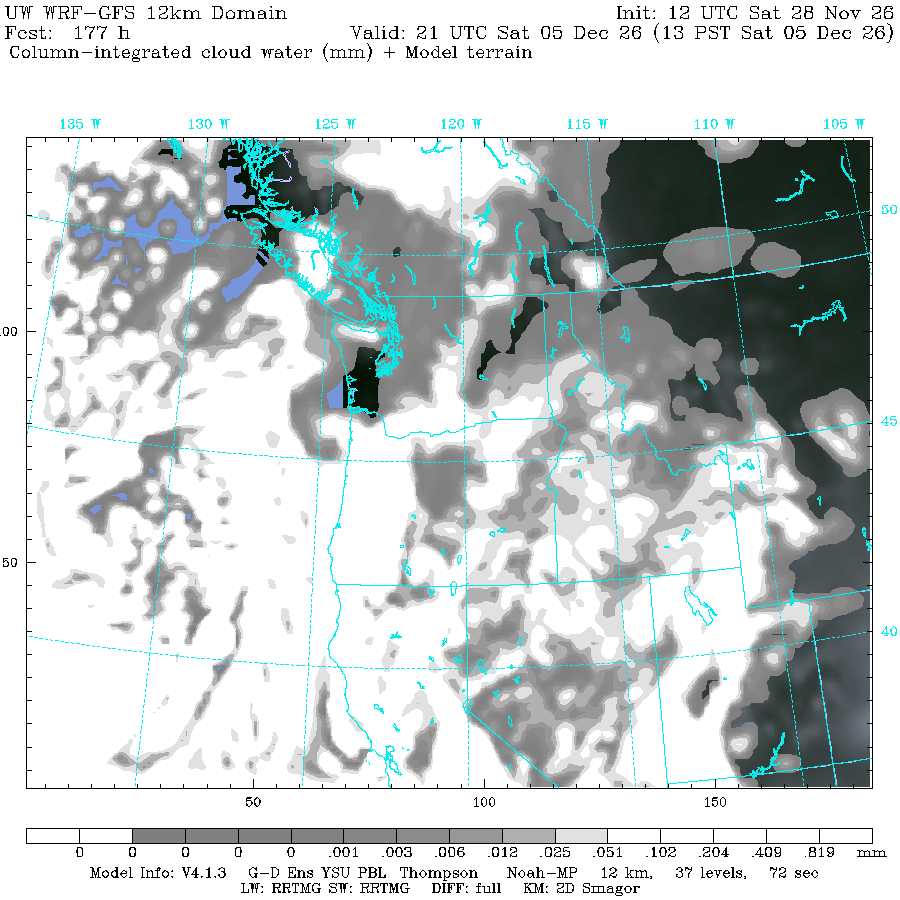 UW WRF-GFS 12km Domain Init: 12 UTC Sat 28 Nov 26
Fcst: 177 h Valid: 21 UTC Sat 05 Dec 26 (13 PST Sat 05 Dec 26)
Column-integrated cloud water (mm) + Model terrain
135 W 130 W 125 W 120 W 115 W 110 W 105 W
50
00
45
50
40
50 100 150
0 0 0 0 0 .001 .003 .006 .012 .025 .051 .102 .204 .409 .819 mm
Model Info: V4.1.3 G-D Ens YSU PBL Thompson Noah-MP 12 km, 37 levels, 72 sec
LW: RRTMG SW: RRTMG DIFF: full KM: 2D Smagor